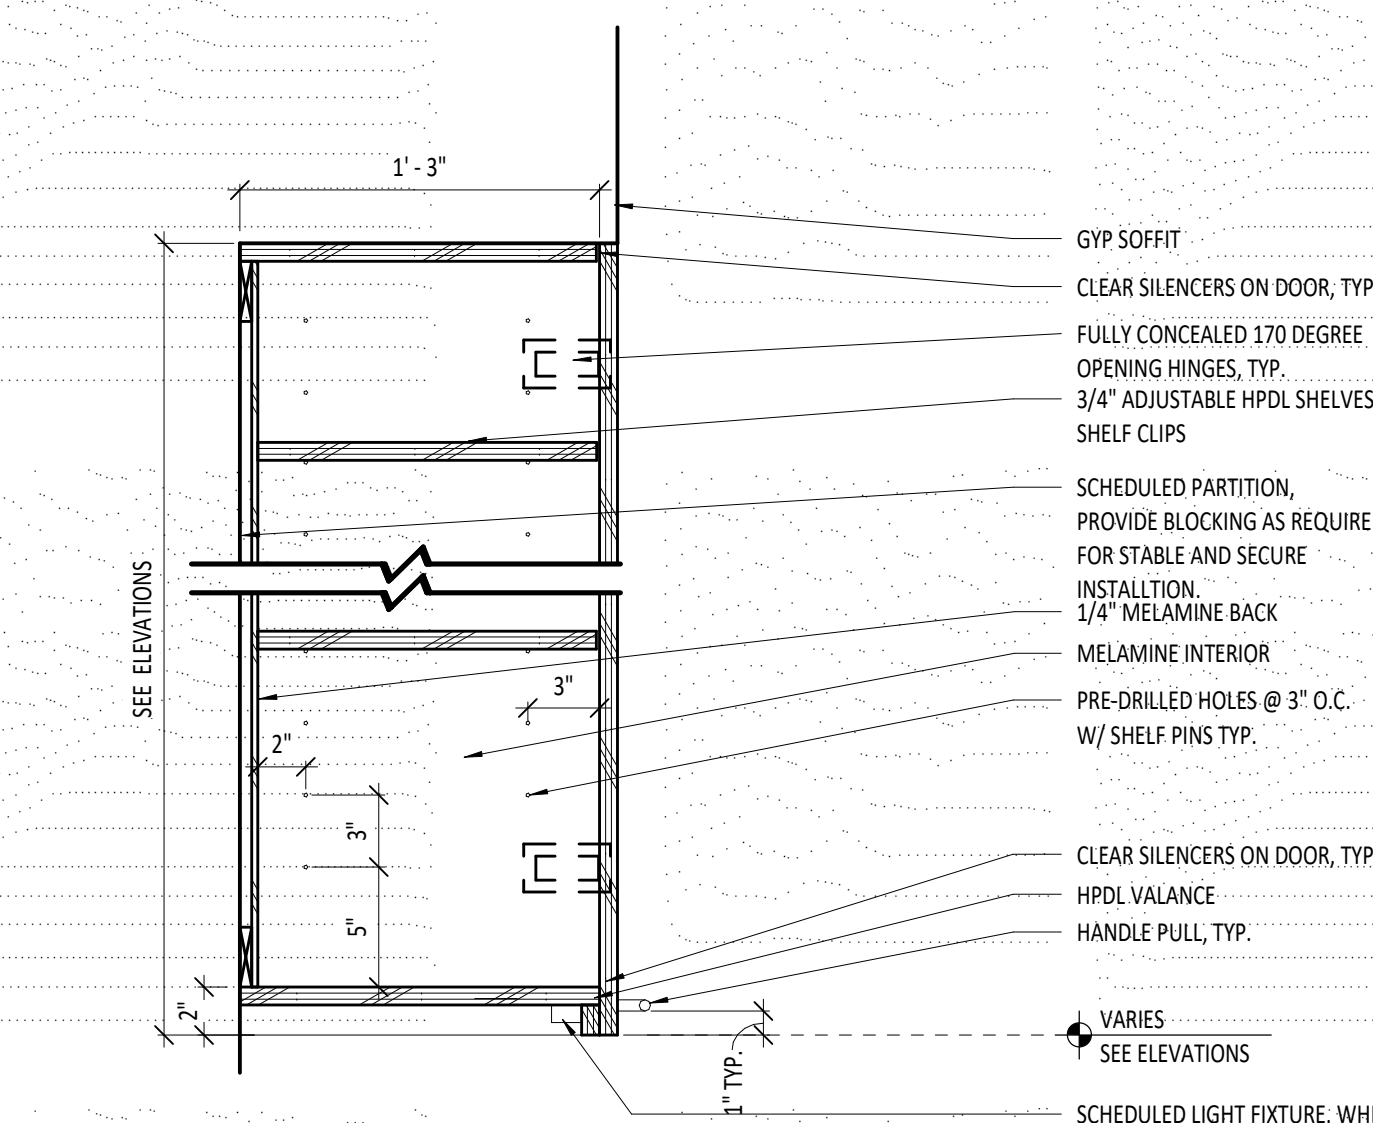 1' - 3"
GYP SOFFIT
CLEAR SILENCERS ON DOOR, TYP
FULLY CONCEALED 170 DEGREE
OPENING HINGES, TYP.
3/4" ADJUSTABLE HPDL SHELVES
SHELF CLIPS
SCHEDULED PARTITION,
PROVIDE BLOCKING AS REQUIRE
FOR STABLE AND SECURE
INSTALLTION.
1/4" MELAMINE BACK
MELAMINE INTERIOR
PRE-DRILLED HOLES @ 3" O.C.
W/ SHELF PINS TYP.
SEE ELEVATIONS
3"
2"
3"
5"
2"
CLEAR SILENCERS ON DOOR, TYP
HPDL VALANCE
HANDLE PULL, TYP.
VARIES
SEE ELEVATIONS
1" TYP.
SCHEDULED LIGHT FIXTURE. WHE